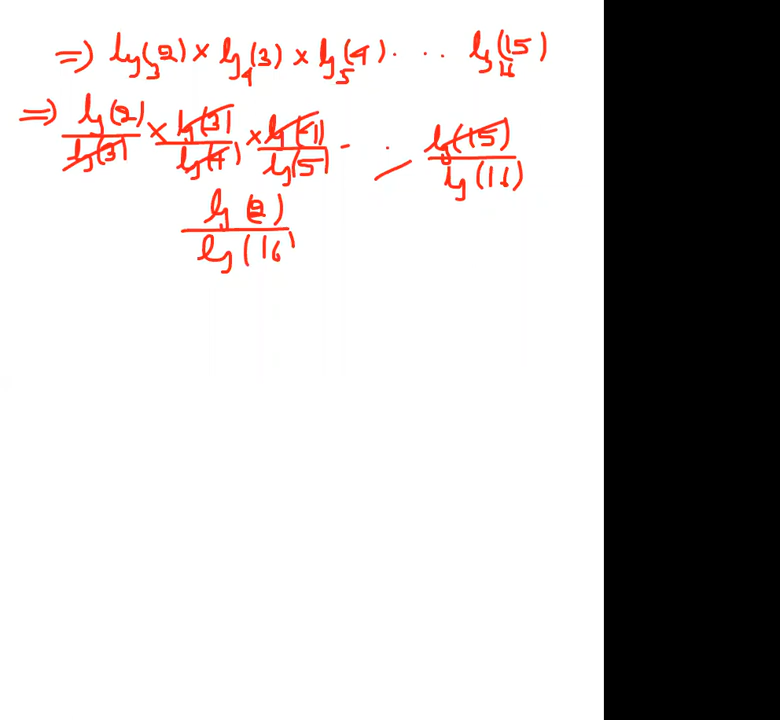 =) log₃(2) × log₄(3) × log₅(4) . . . log₁₆(15)
=) log(2)/log(3) × log(3)/log(4) × log(4)/log(5) - . log(15)/log(16)
log(2)/log(16)